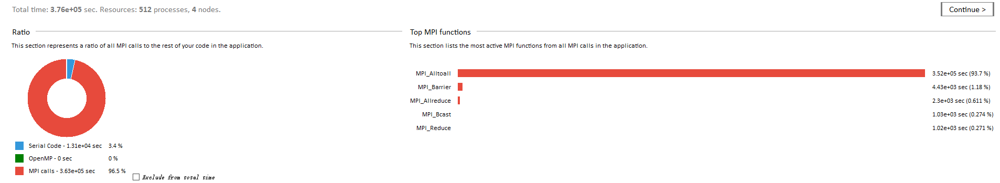 Total time: 3.76e+05 sec. Resources: 512 processes, 4 nodes.
Continue >
Ratio
This section represents a ratio of all MPI calls to the rest of your code in the application.
Serial Code - 1.31e+04 sec 3.4 %
OpenMP - 0 sec 0 %
MPI calls - 3.63e+05 sec 96.5 %
Exclude from total time
Top MPI functions
This section lists the most active MPI functions from all MPI calls in the application.
MPI_Alltoall 3.52e+05 sec (93.7 %)
MPI_Barrier 4.43e+03 sec (1.18 %)
MPI_Allreduce 2.3e+03 sec (0.611 %)
MPI_Bcast 1.03e+03 sec (0.274 %)
MPI_Reduce 1.02e+03 sec (0.271 %)